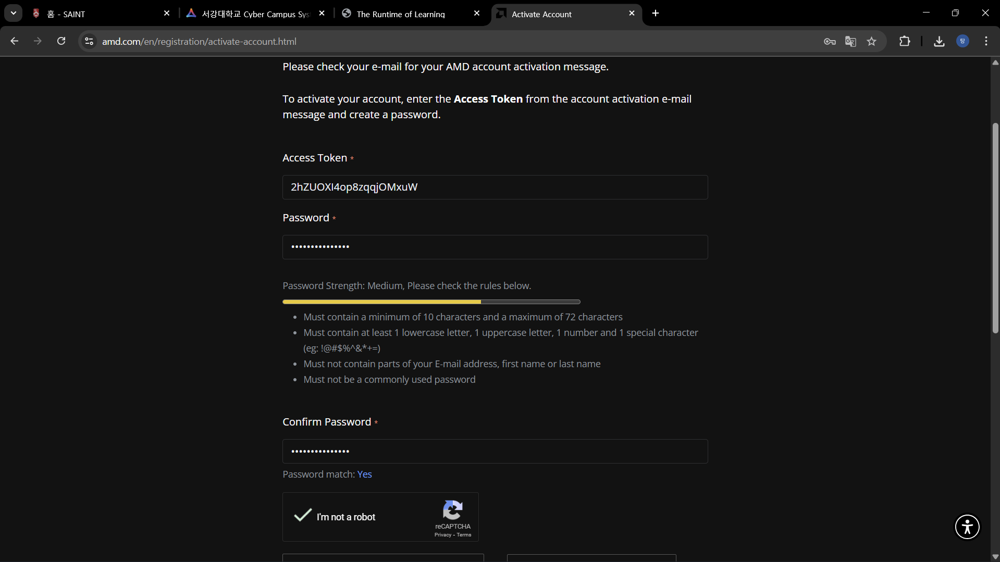 홈 - SAINT
서강대학교 Cyber Campus Sys
The Runtime of Learning
Activate Account
amd.com/en/registration/activate-account.html
탕
Please check your e-mail for your AMD account activation message.
To activate your account, enter the Access Token from the account activation e-mail
message and create a password.
Access Token *
2hZUOXI4op8zqqjOMxuW
Password *
•••••••••••••••
Password Strength: Medium, Please check the rules below.
• Must contain a minimum of 10 characters and a maximum of 72 characters
• Must contain at least 1 lowercase letter, 1 uppercase letter, 1 number and 1 special character
(eg: !@#$%^&*+=)
• Must not contain parts of your E-mail address, first name or last name
• Must not be a commonly used password
Confirm Password *
•••••••••••••••
Password match: Yes
I'm not a robot
reCAPTCHA
Privacy - Terms